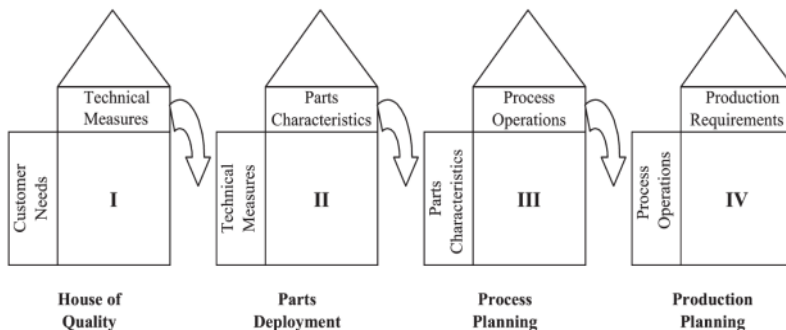 Technical
Measures
Customer
Needs
I
House of
Quality
Parts
Characteristics
Technical
Measures
II
Parts
Deployment
Process
Operations
Parts
Characteristics
III
Process
Planning
Production
Requirements
Process
Operations
IV
Production
Planning